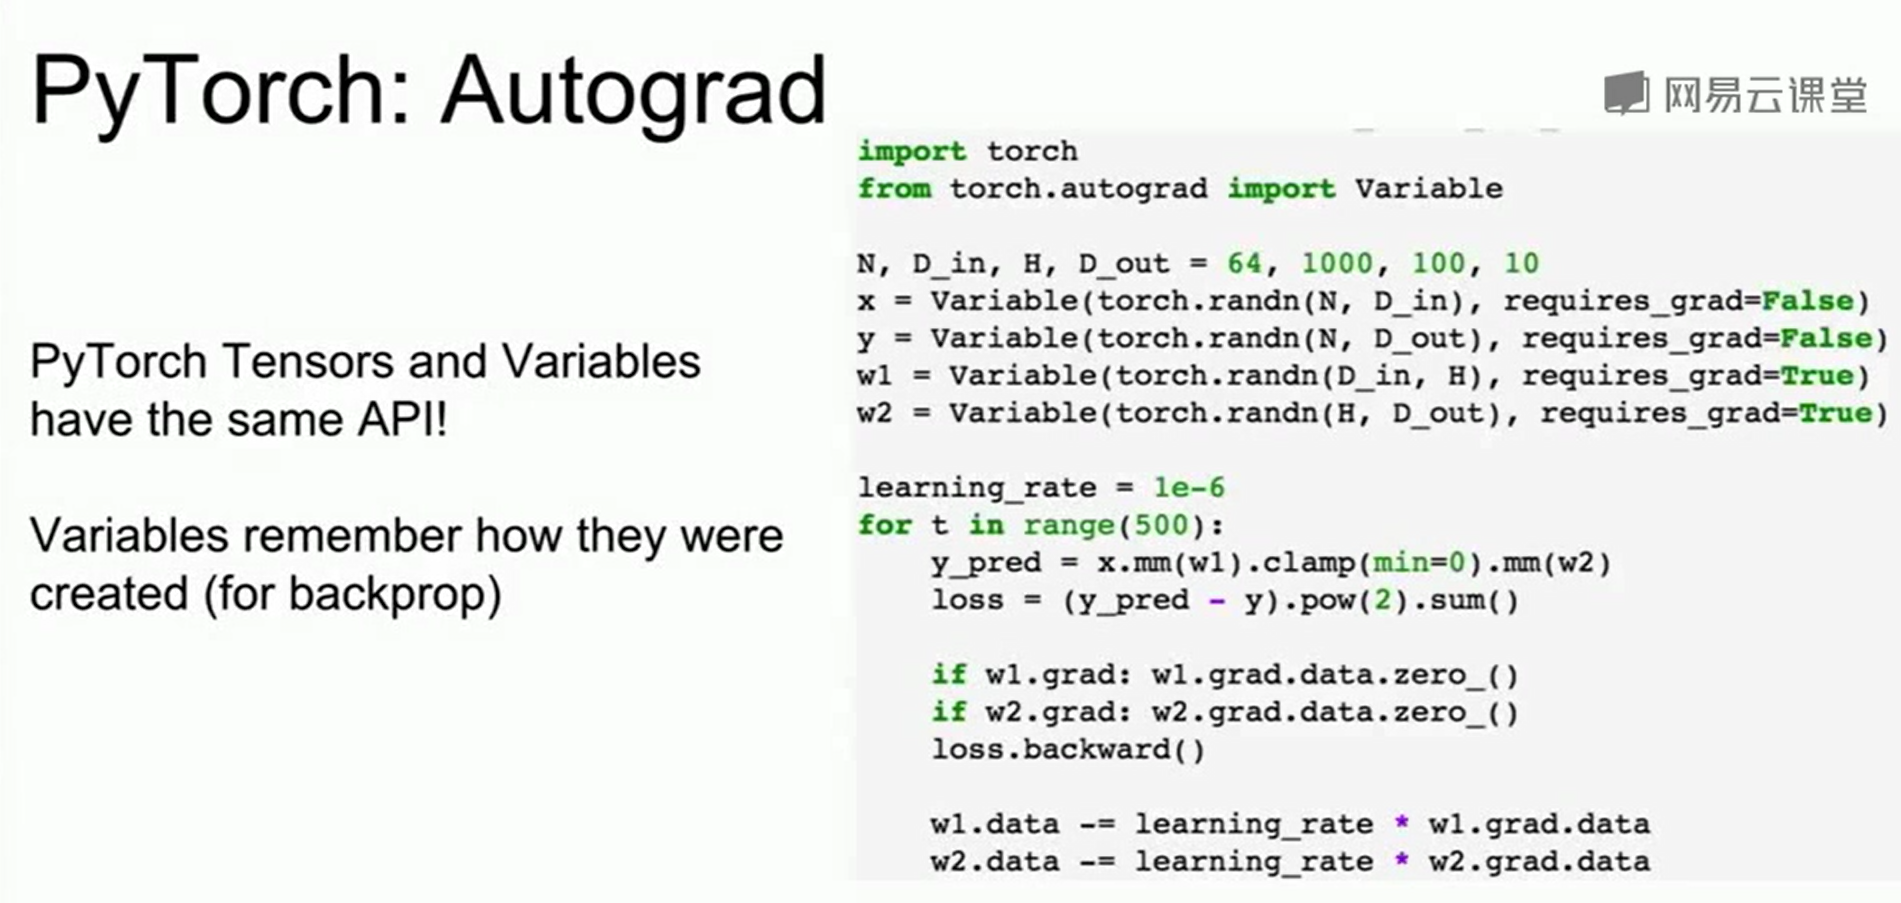 PyTorch: Autograd
网易云课堂
PyTorch Tensors and Variables
have the same API!
Variables remember how they were
created (for backprop)
import torch
from torch.autograd import Variable
N, D_in, H, D_out = 64, 1000, 100, 10
x = Variable(torch.randn(N, D_in), requires_grad=False)
y = Variable(torch.randn(N, D_out), requires_grad=False)
w1 = Variable(torch.randn(D_in, H), requires_grad=True)
w2 = Variable(torch.randn(H, D_out), requires_grad=True)
learning_rate = 1e-6
for t in range(500):
    y_pred = x.mm(w1).clamp(min=0).mm(w2)
    loss = (y_pred - y).pow(2).sum()
    if w1.grad: w1.grad.data.zero_()
    if w2.grad: w2.grad.data.zero_()
    loss.backward()
    w1.data -= learning_rate * w1.grad.data
    w2.data -= learning_rate * w2.grad.data